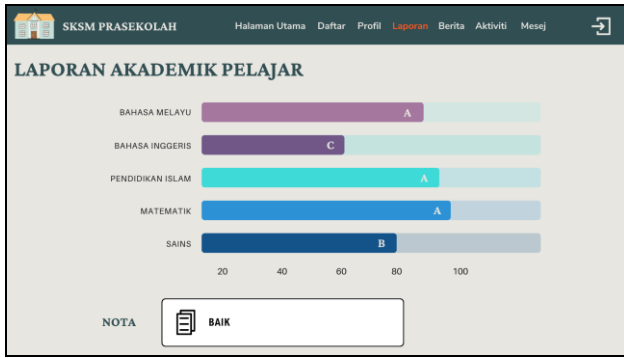 SKSM PRASEKOLAH Halaman Utama Daftar Profil Laporan Berita Aktiviti Mesej
LAPORAN AKADEMIK PELAJAR
BAHASA MELAYU A
BAHASA INGGERIS C
PENDIDIKAN ISLAM A
MATEMATIK A
SAINS B
20 40 60 80 100
NOTA BAIK